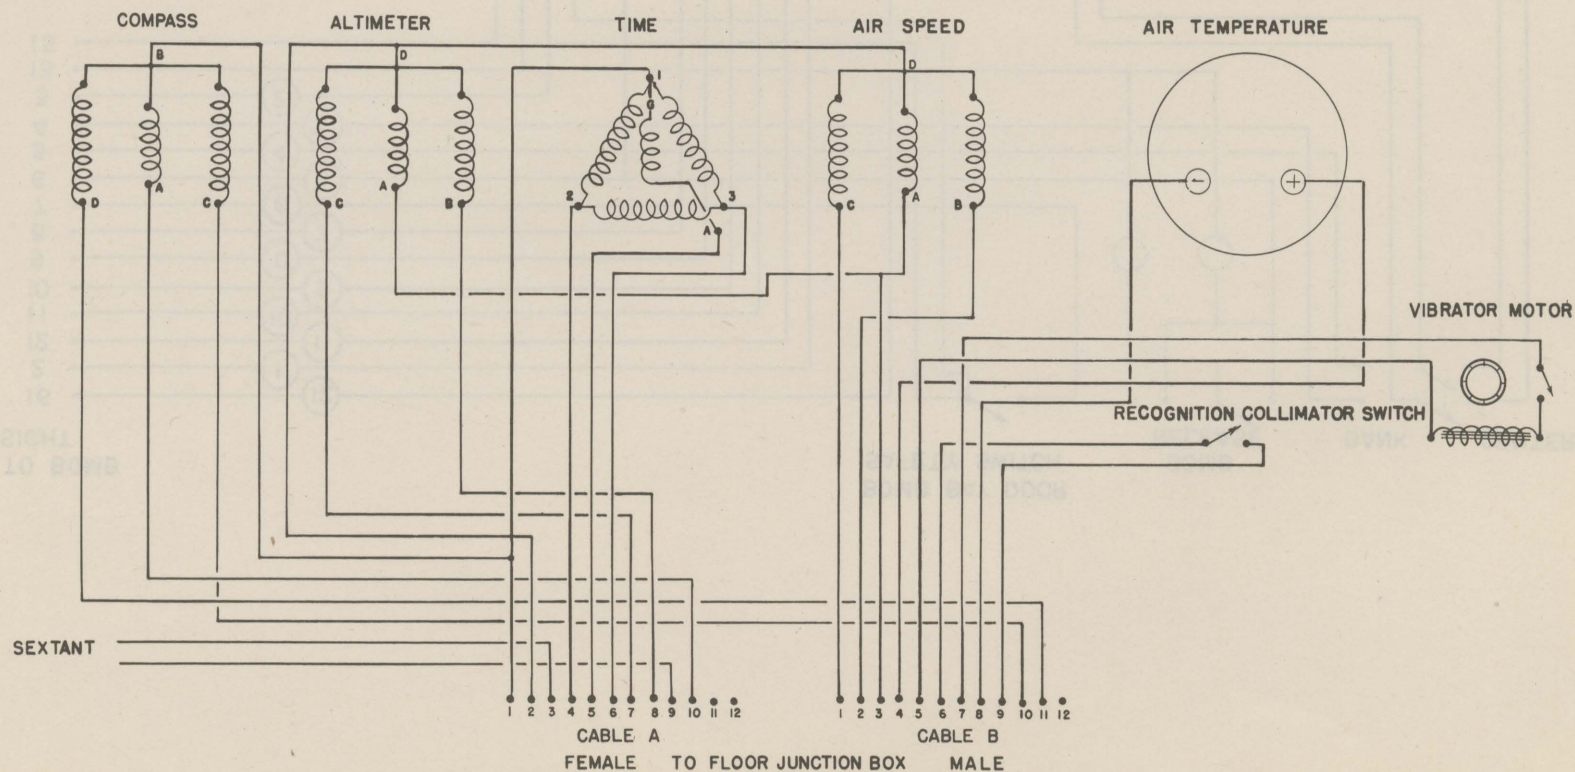 COMPASS ALTIMETER TIME AIR SPEED AIR TEMPERATURE
B D 1 D
G
A A 2 3 A - +
D C C B A C B
VIBRATOR MOTOR
RECOGNITION COLLIMATOR SWITCH
SEXTANT
1 2 3 4 5 6 7 8 9 10 11 12 1 2 3 4 5 6 7 8 9 10 11 12
CABLE A CABLE B
FEMALE TO FLOOR JUNCTION BOX MALE